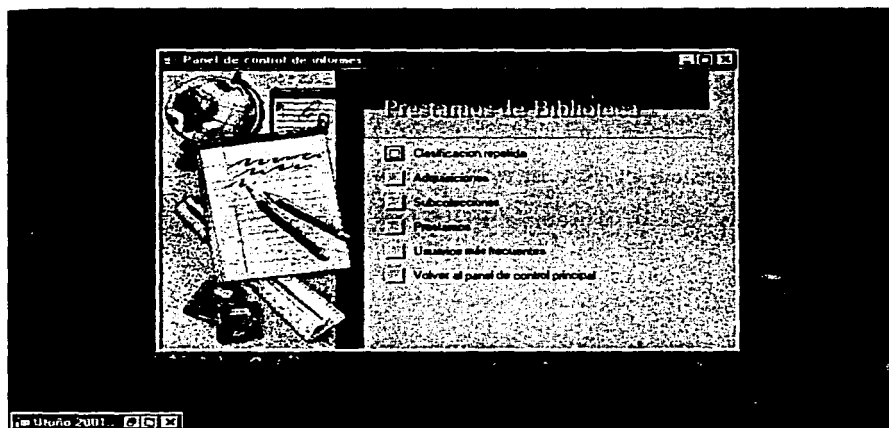 Panel de control de informes
Prestamos de Biblioteca
Clasificacion repetida
Adquisiciones
Subcolecciones
Prestamos
Usuarios más frecuentes
Volver al panel de control principal
Otoño 2001..